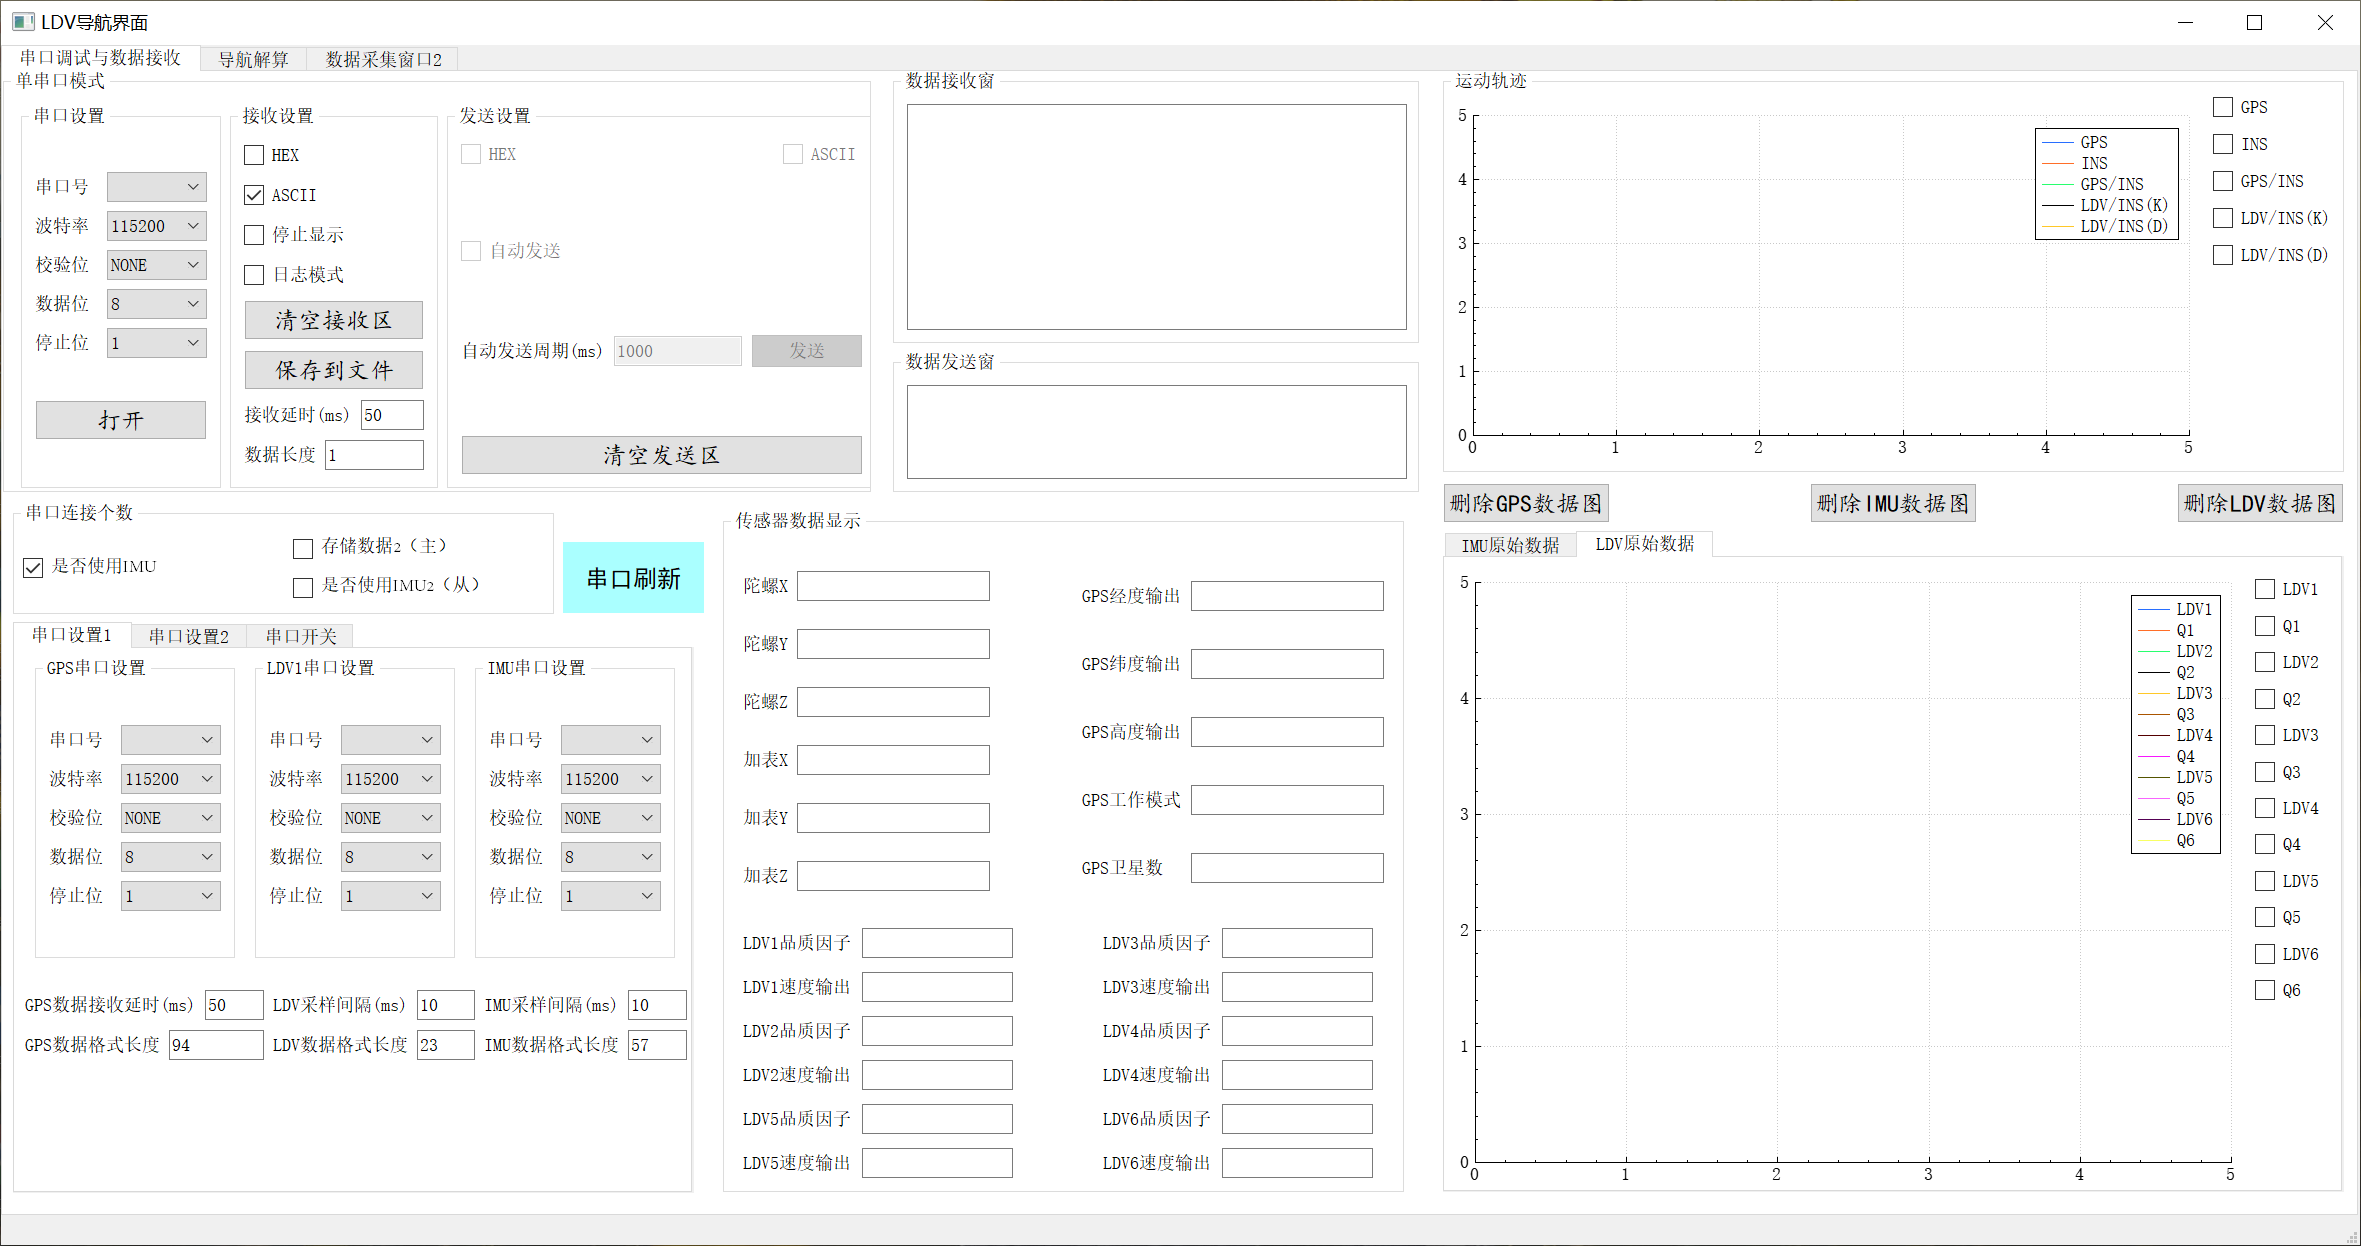 LDV导航界面
串口调试与数据接收 导航解算 数据采集窗口2
单串口模式
串口设置
串口号
波特率 115200
校验位 NONE
数据位 8
停止位 1
打开
接收设置
HEX
ASCII
停止显示
日志模式
清空接收区
保存到文件
接收延时(ms) 50
数据长度 1
发送设置
HEX ASCII
自动发送
自动发送周期(ms) 1000 发送
清空发送区
数据接收窗
数据发送窗
运动轨迹
5
4
3
2
1
0
0 1 2 3 4 5
GPS
INS
GPS/INS
LDV/INS(K)
LDV/INS(D)
GPS
INS
GPS/INS
LDV/INS(K)
LDV/INS(D)
删除GPS数据图 删除IMU数据图 删除LDV数据图
串口连接个数
是否使用IMU
存储数据2（主）
是否使用IMU2（从）
串口刷新
串口设置1 串口设置2 串口开关
GPS串口设置
串口号
波特率 115200
校验位 NONE
数据位 8
停止位 1
LDV1串口设置
串口号
波特率 115200
校验位 NONE
数据位 8
停止位 1
IMU串口设置
串口号
波特率 115200
校验位 NONE
数据位 8
停止位 1
GPS数据接收延时(ms) 50 LDV采样间隔(ms) 10 IMU采样间隔(ms) 10
GPS数据格式长度 94 LDV数据格式长度 23 IMU数据格式长度 57
传感器数据显示
陀螺X
陀螺Y
陀螺Z
加表X
加表Y
加表Z
GPS经度输出
GPS纬度输出
GPS高度输出
GPS工作模式
GPS卫星数
LDV1品质因子 LDV3品质因子
LDV1速度输出 LDV3速度输出
LDV2品质因子 LDV4品质因子
LDV2速度输出 LDV4速度输出
LDV5品质因子 LDV6品质因子
LDV5速度输出 LDV6速度输出
IMU原始数据 LDV原始数据
5
4
3
2
1
0
0 1 2 3 4 5
LDV1
Q1
LDV2
Q2
LDV3
Q3
LDV4
Q4
LDV5
Q5
LDV6
Q6
LDV1
Q1
LDV2
Q2
LDV3
Q3
LDV4
Q4
LDV5
Q5
LDV6
Q6